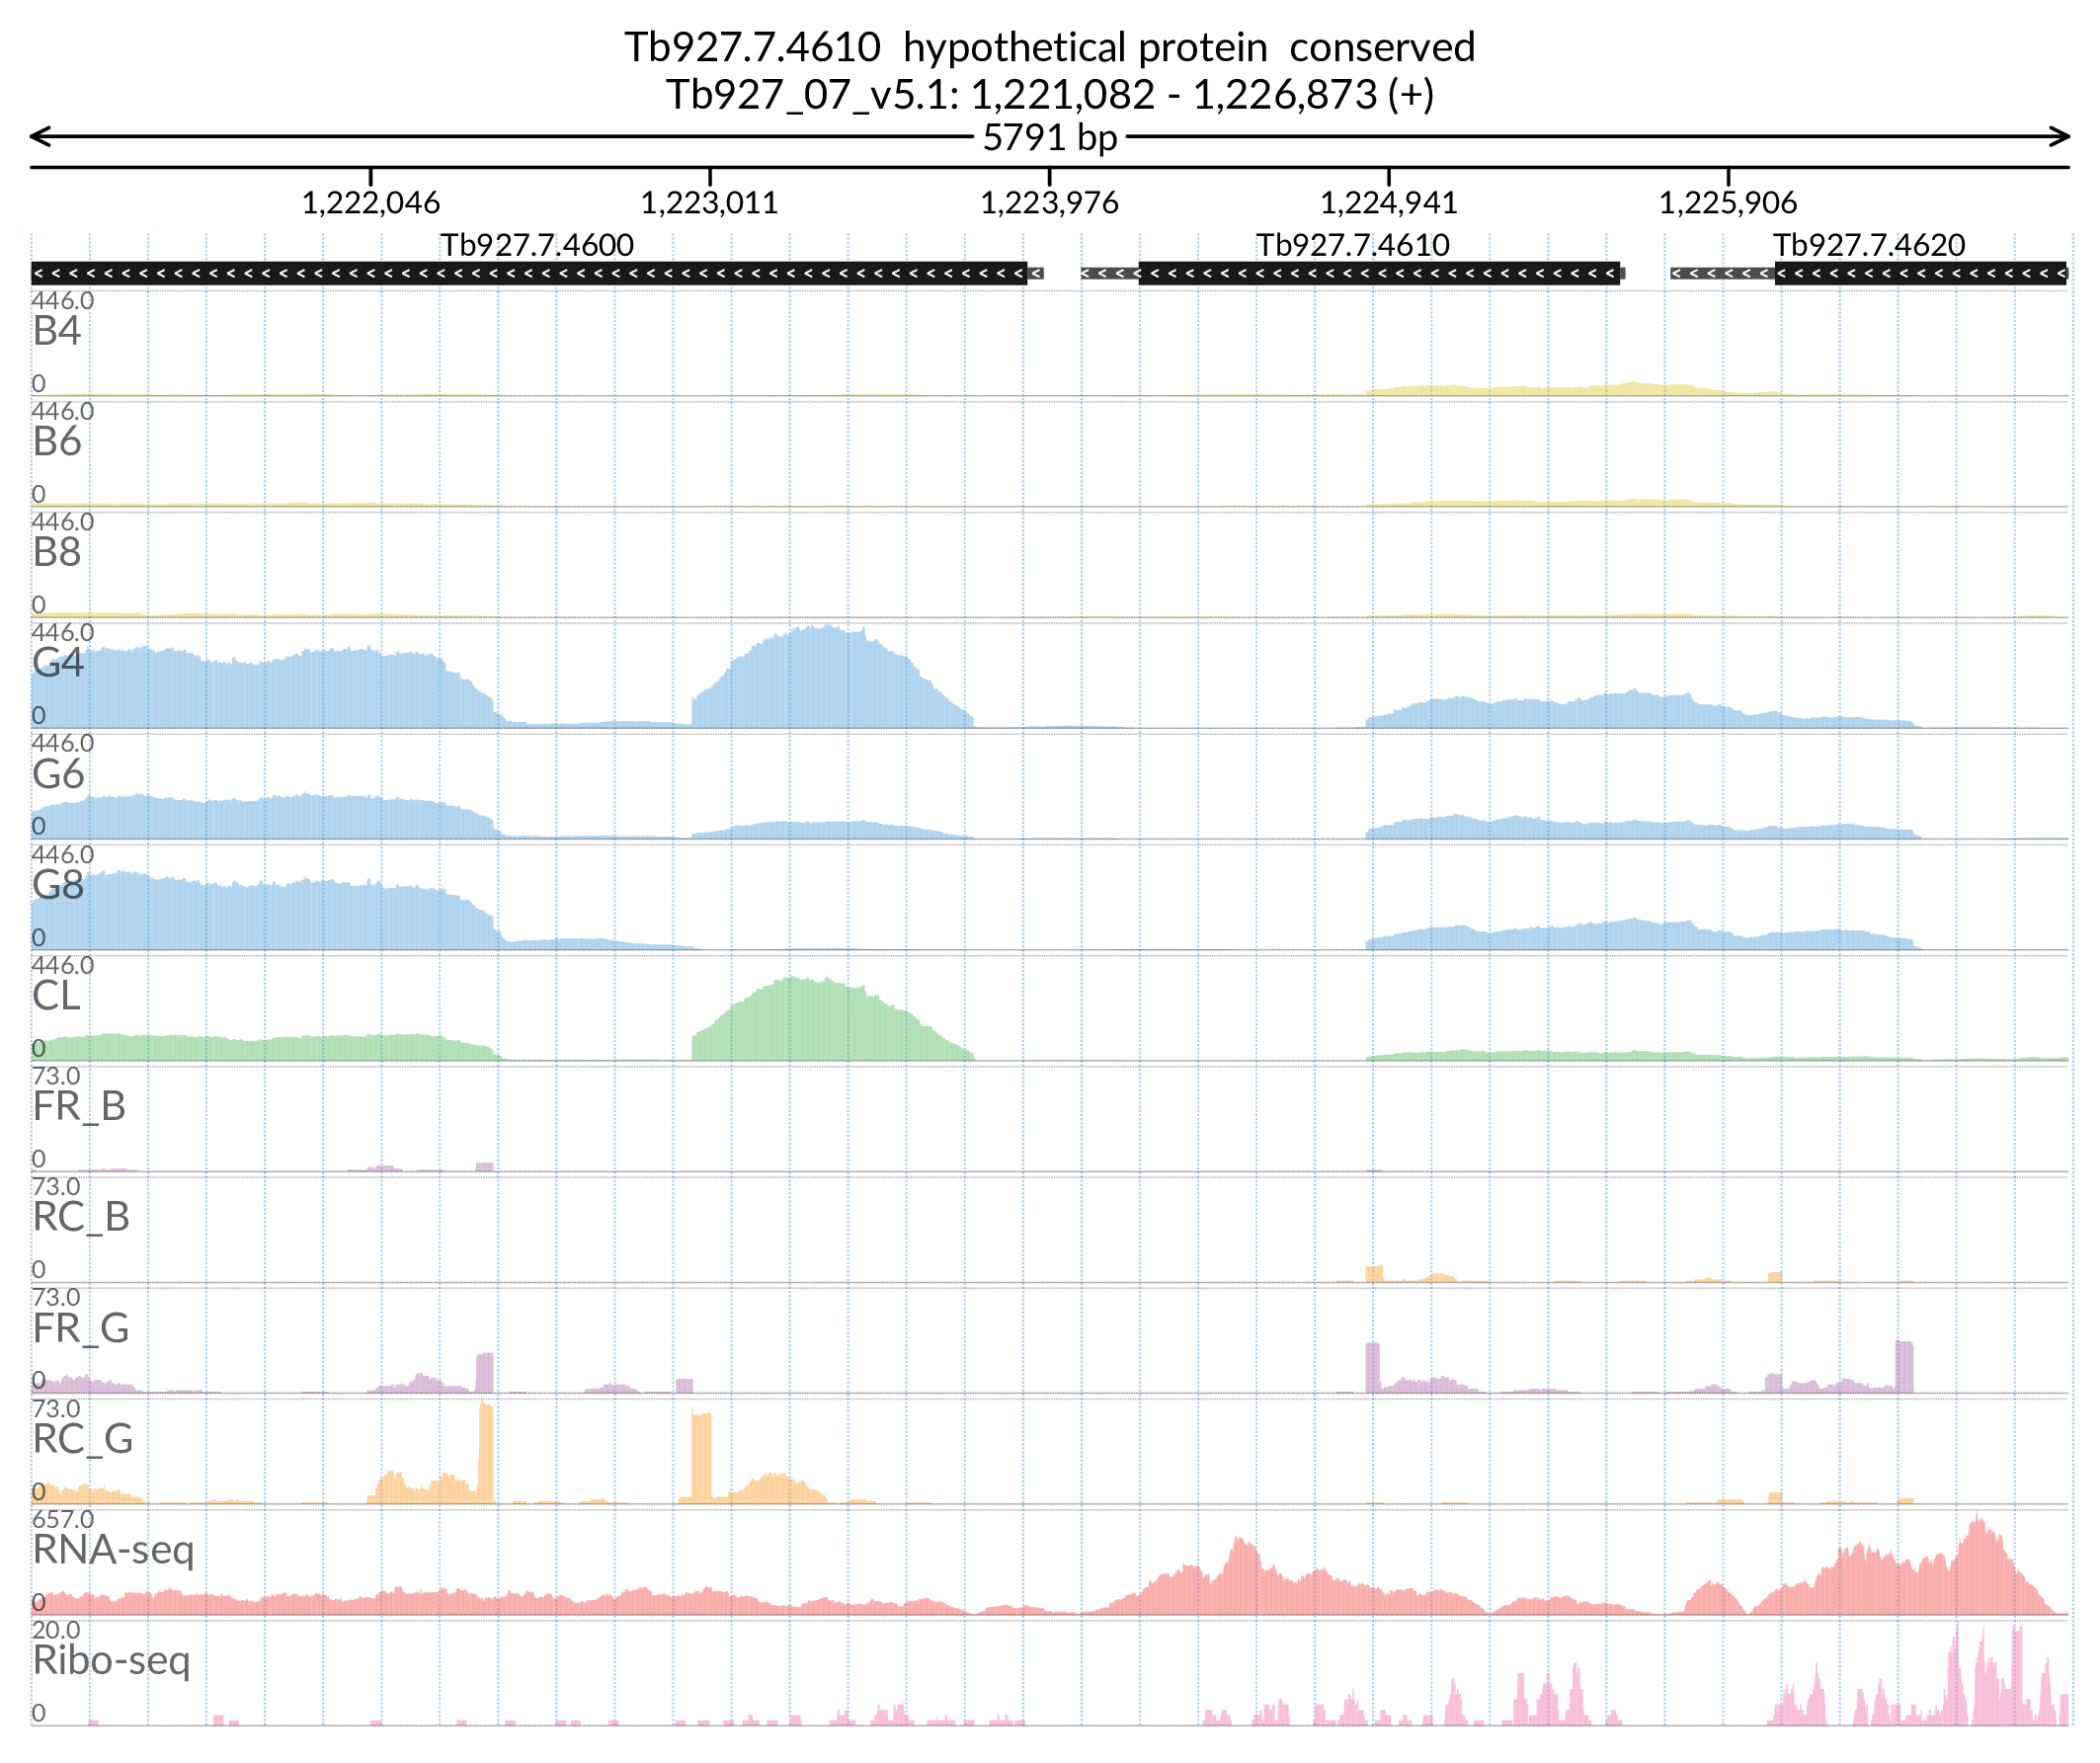 Tb927.7.4610  hypothetical protein  conserved
Tb927_07_v5.1: 1,221,082 - 1,226,873 (+)
5791 bp
1,222,046 1,223,011 1,223,976 1,224,941 1,225,906
Tb927.7.4600 Tb927.7.4610 Tb927.7.4620
446.0
B4
0
446.0
B6
0
446.0
B8
0
446.0
G4
0
446.0
G6
0
446.0
G8
0
446.0
CL
0
73.0
FR_B
0
73.0
RC_B
0
73.0
FR_G
0
73.0
RC_G
0
657.0
RNA-seq
0
20.0
Ribo-seq
0